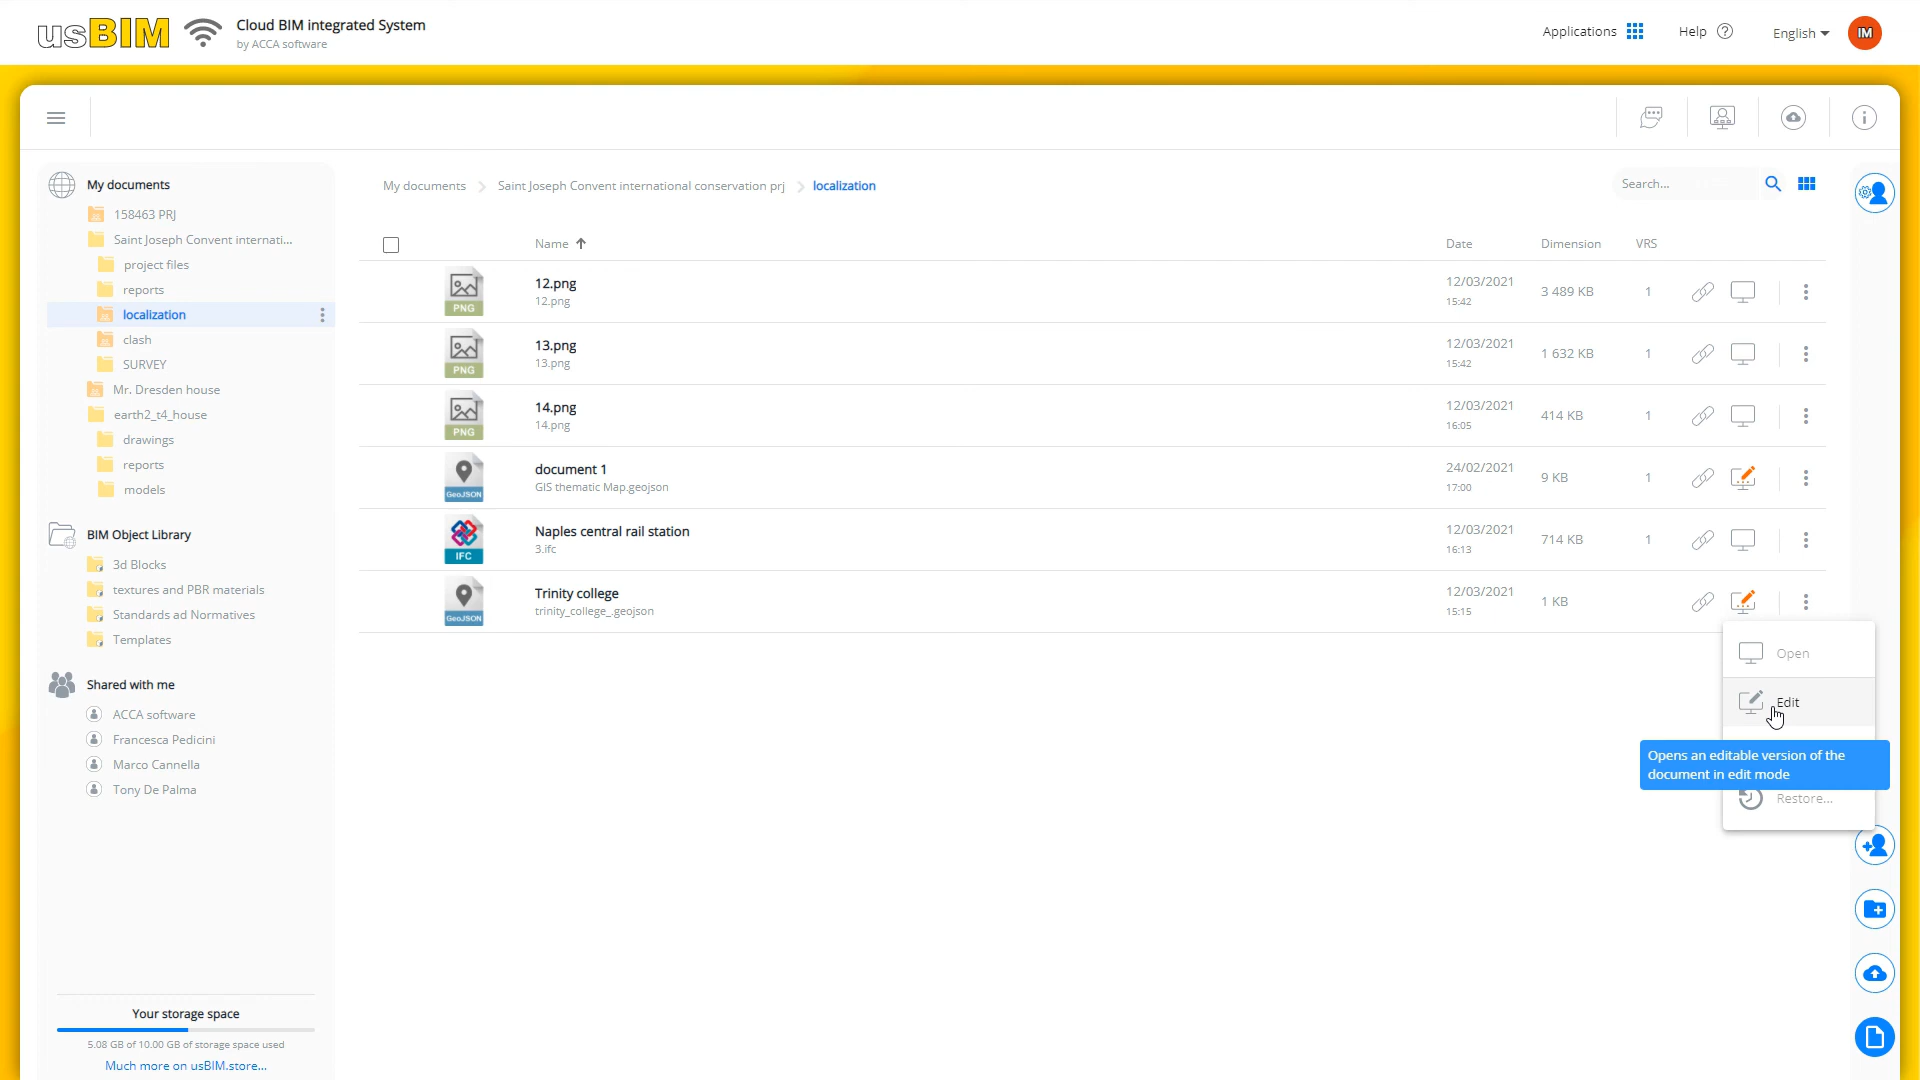 usBIM
Cloud BIM integrated System
by ACCA software
Applications
Help
English
IM
My documents
158463 PRJ
Saint Joseph Convent internati...
project files
reports
localization
clash
SURVEY
Mr. Dresden house
earth2_t4_house
drawings
reports
models
BIM Object Library
3d Blocks
textures and PBR materials
Standards ad Normatives
Templates
Shared with me
ACCA software
Francesca Pedicini
Marco Cannella
Tony De Palma
Your storage space
5.08 GB of 10.00 GB of storage space used
Much more on usBIM.store...
My documents Saint Joseph Convent international conservation prj localization
Search...
Name Date Dimension VRS
PNG
12.png
12.png
12/03/2021
15:42
3 489 KB
1
PNG
13.png
13.png
12/03/2021
15:42
1 632 KB
1
PNG
14.png
14.png
12/03/2021
16:05
414 KB
1
GeoJSON
document 1
GIS thematic Map.geojson
24/02/2021
17:00
9 KB
1
IFC
Naples central rail station
3.ifc
12/03/2021
16:13
714 KB
1
GeoJSON
Trinity college
trinity_college_.geojson
12/03/2021
15:15
1 KB
Open
Edit
Opens an editable version of the
document in edit mode
Restore...